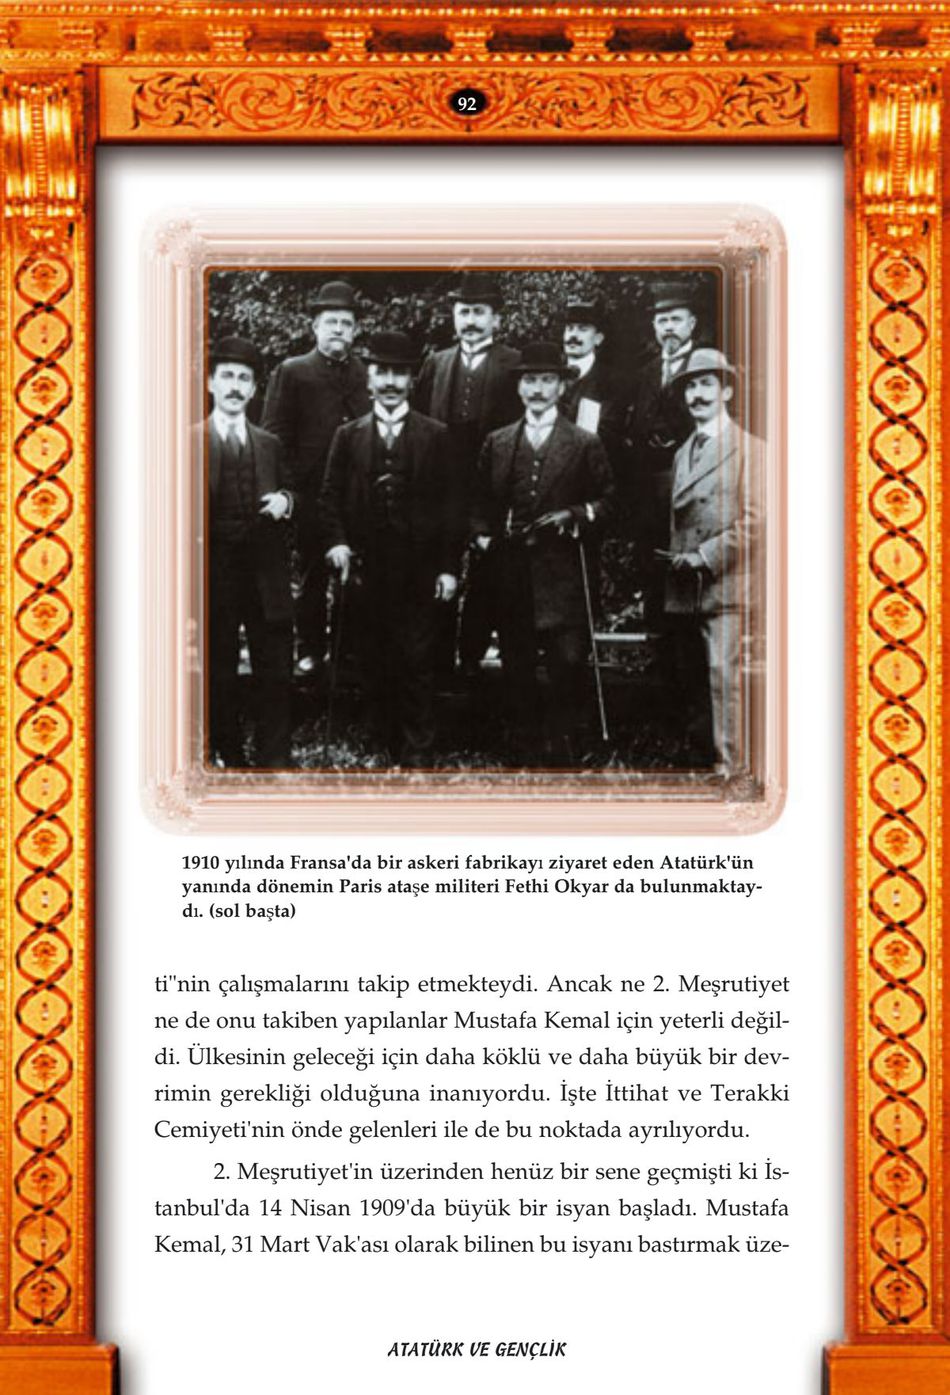 92
1910 yılında Fransa'da bir askeri fabrikayı ziyaret eden Atatürk'ün
yanında dönemin Paris ataşe militeri Fethi Okyar da bulunmaktay-
dı. (sol başta)
ti"nin çalışmalarını takip etmekteydi. Ancak ne 2. Meşrutiyet
ne de onu takiben yapılanlar Mustafa Kemal için yeterli değil-
di. Ülkesinin geleceği için daha köklü ve daha büyük bir dev-
rimin gerekliği olduğuna inanıyordu. İşte İttihat ve Terakki
Cemiyeti'nin önde gelenleri ile de bu noktada ayrılıyordu.
2. Meşrutiyet'in üzerinden henüz bir sene geçmişti ki İs-
tanbul'da 14 Nisan 1909'da büyük bir isyan başladı. Mustafa
Kemal, 31 Mart Vak'ası olarak bilinen bu isyanı bastırmak üze-
ATATÜRK VE GENÇLİK